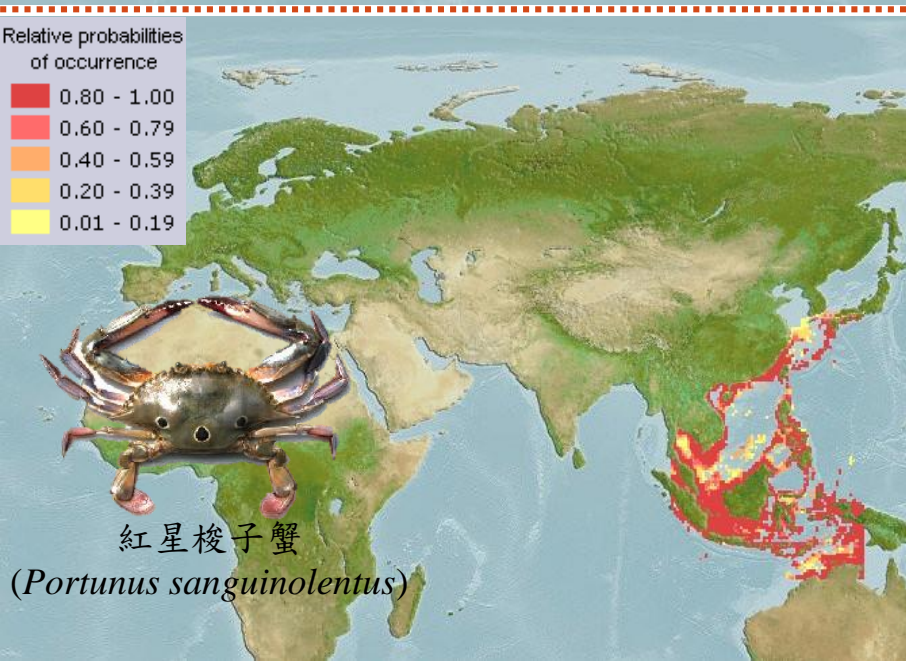 Relative probabilities
of occurrence
0.80 - 1.00
0.60 - 0.79
0.40 - 0.59
0.20 - 0.39
0.01 - 0.19
紅星梭子蟹
(Portunus sanguinolentus)